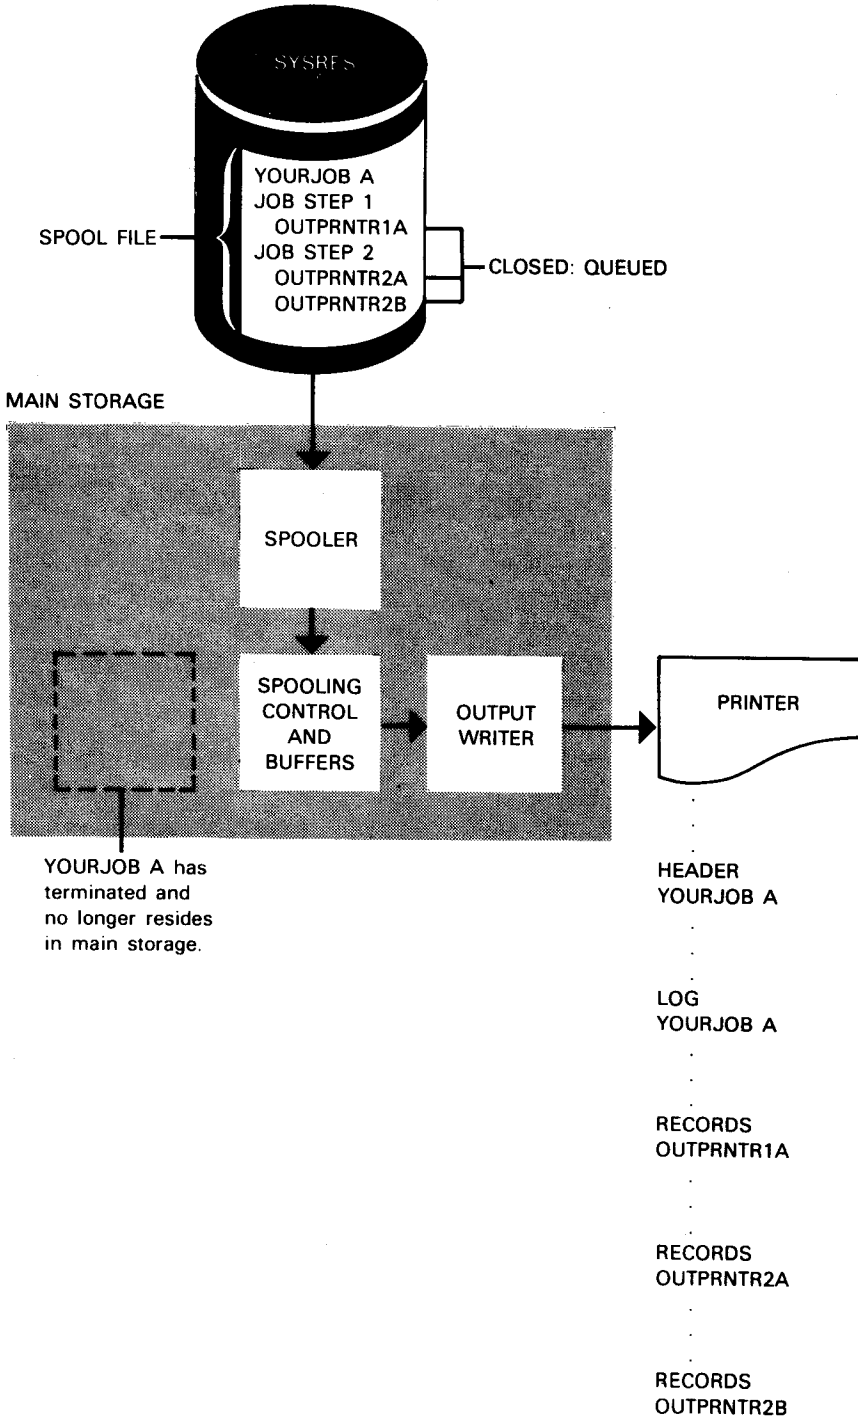 SYSRES
YOURJOB A
JOB STEP 1
OUTPRNTR1A
JOB STEP 2
OUTPRNTR2A
OUTPRNTR2B
SPOOL FILE
CLOSED: QUEUED
MAIN STORAGE
SPOOLER
SPOOLING
CONTROL
AND
BUFFERS
OUTPUT
WRITER
PRINTER
YOURJOB A has
terminated and
no longer resides
in main storage.
HEADER
YOURJOB A
LOG
YOURJOB A
RECORDS
OUTPRNTR1A
RECORDS
OUTPRNTR2A
RECORDS
OUTPRNTR2B